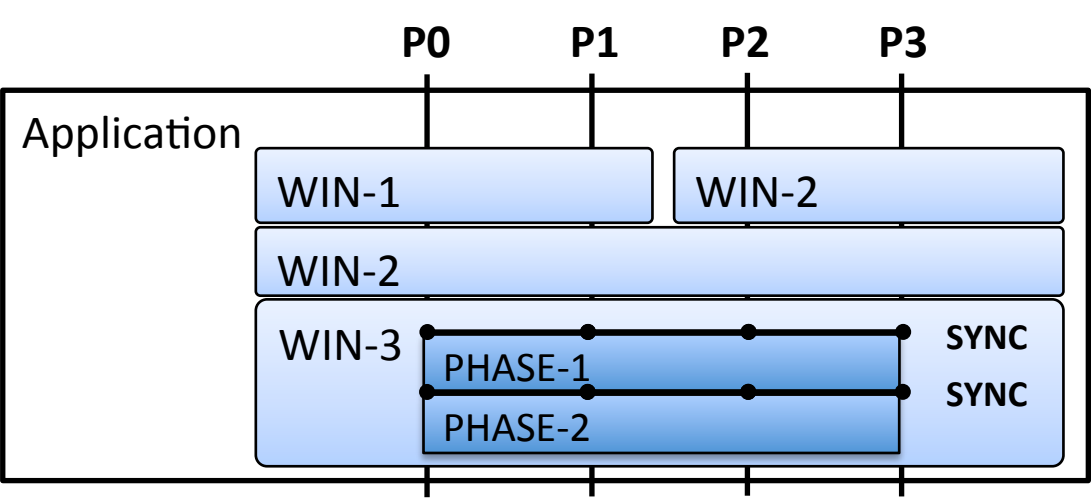 P0 P1 P2 P3
Application
WIN-1 WIN-2
WIN-2
WIN-3
SYNC
PHASE-1
SYNC
PHASE-2